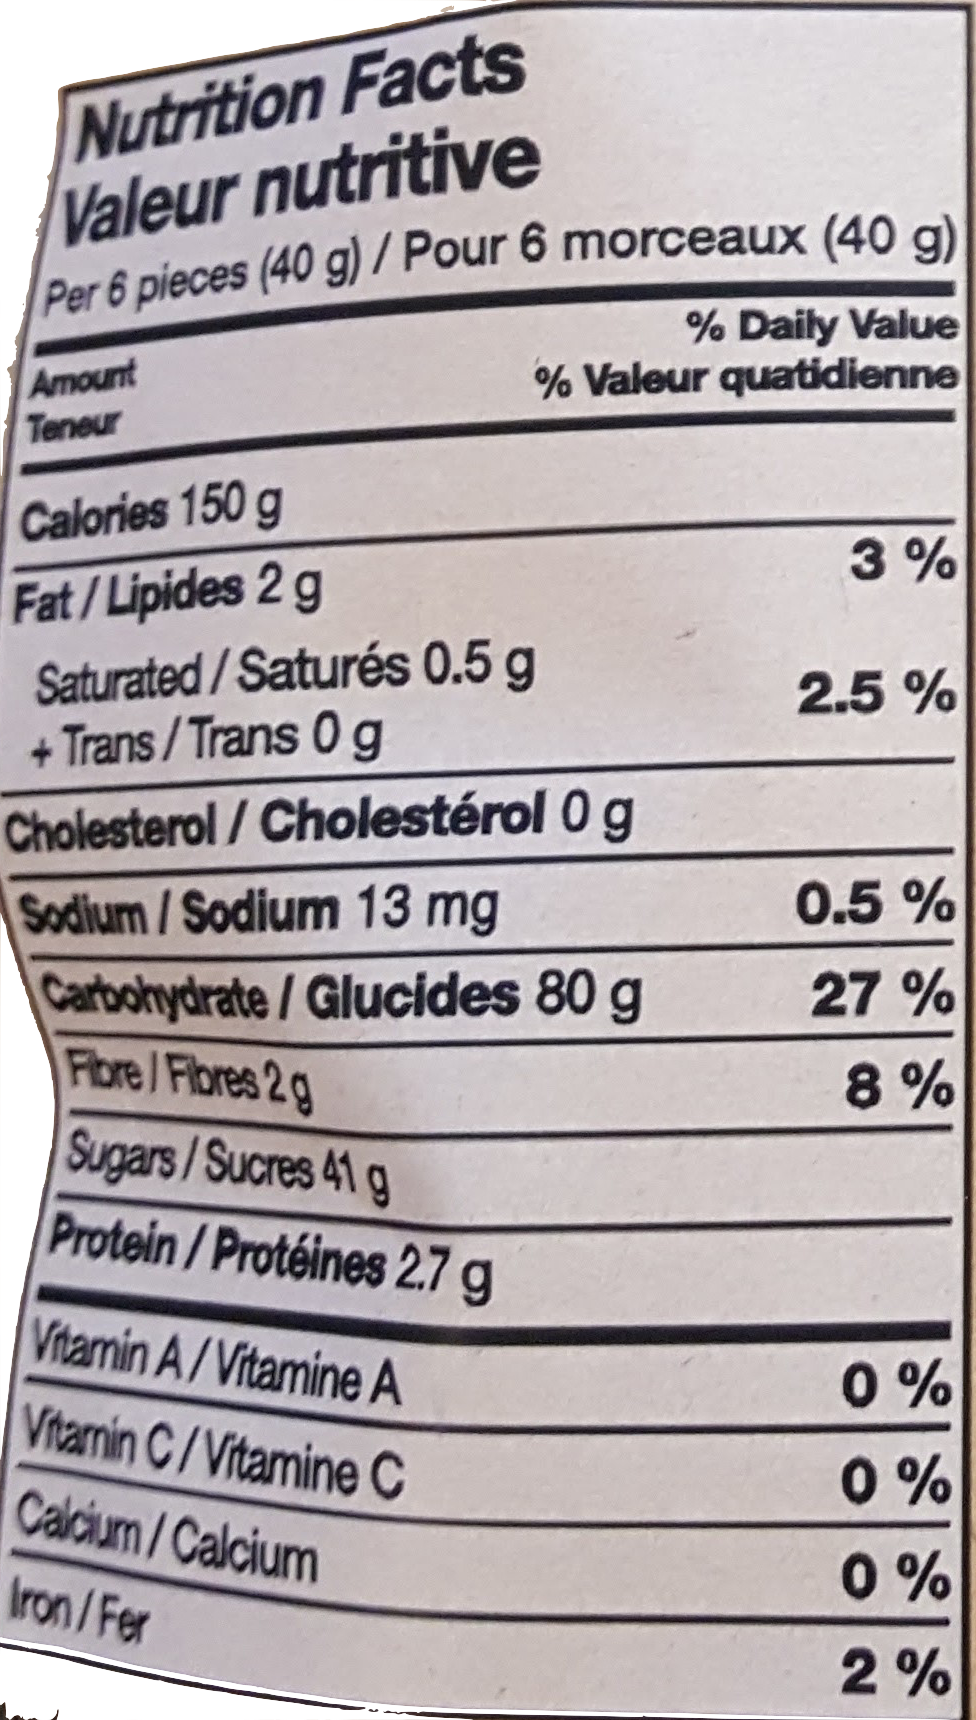 Nutrition Facts
Valeur nutritive
Per 6 pieces (40 g) / Pour 6 morceaux (40 g)
% Daily Value
Amount
% Valeur quatidienne
Teneur
Calories 150 g
Fat / Lipides 2 g 3 %
Saturated / Saturés 0.5 g 2.5 %
+ Trans / Trans 0 g
Cholesterol / Cholestérol 0 g
Sodium / Sodium 13 mg 0.5 %
Carbohydrate / Glucides 80 g 27 %
Fibre / Fibres 2 g 8 %
Sugars / Sucres 41 g
Protein / Protéines 2.7 g
Vitamin A / Vitamine A 0 %
Vitamin C / Vitamine C 0 %
Calcium / Calcium 0 %
Iron / Fer 2 %